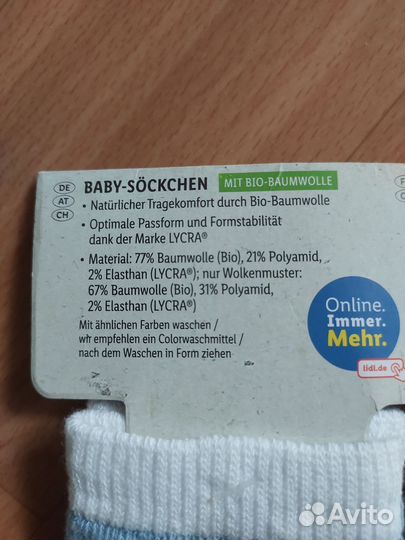 DE
AT
CH
BABY-SÖCKCHEN MIT BIO-BAUMWOLLE
• Natürlicher Tragekomfort durch Bio-Baumwolle
• Optimale Passform und Formstabilität
dank der Marke LYCRA®
• Material: 77% Baumwolle (Bio), 21% Polyamid,
2% Elasthan (LYCRA®); nur Wolkenmuster:
67% Baumwolle (Bio), 31% Polyamid,
2% Elasthan (LYCRA®)
Mit ähnlichen Farben waschen /
wir empfehlen ein Colorwaschmittel /
nach dem Waschen in Form ziehen
Online.
Immer.
Mehr.
lidl.de
Avito